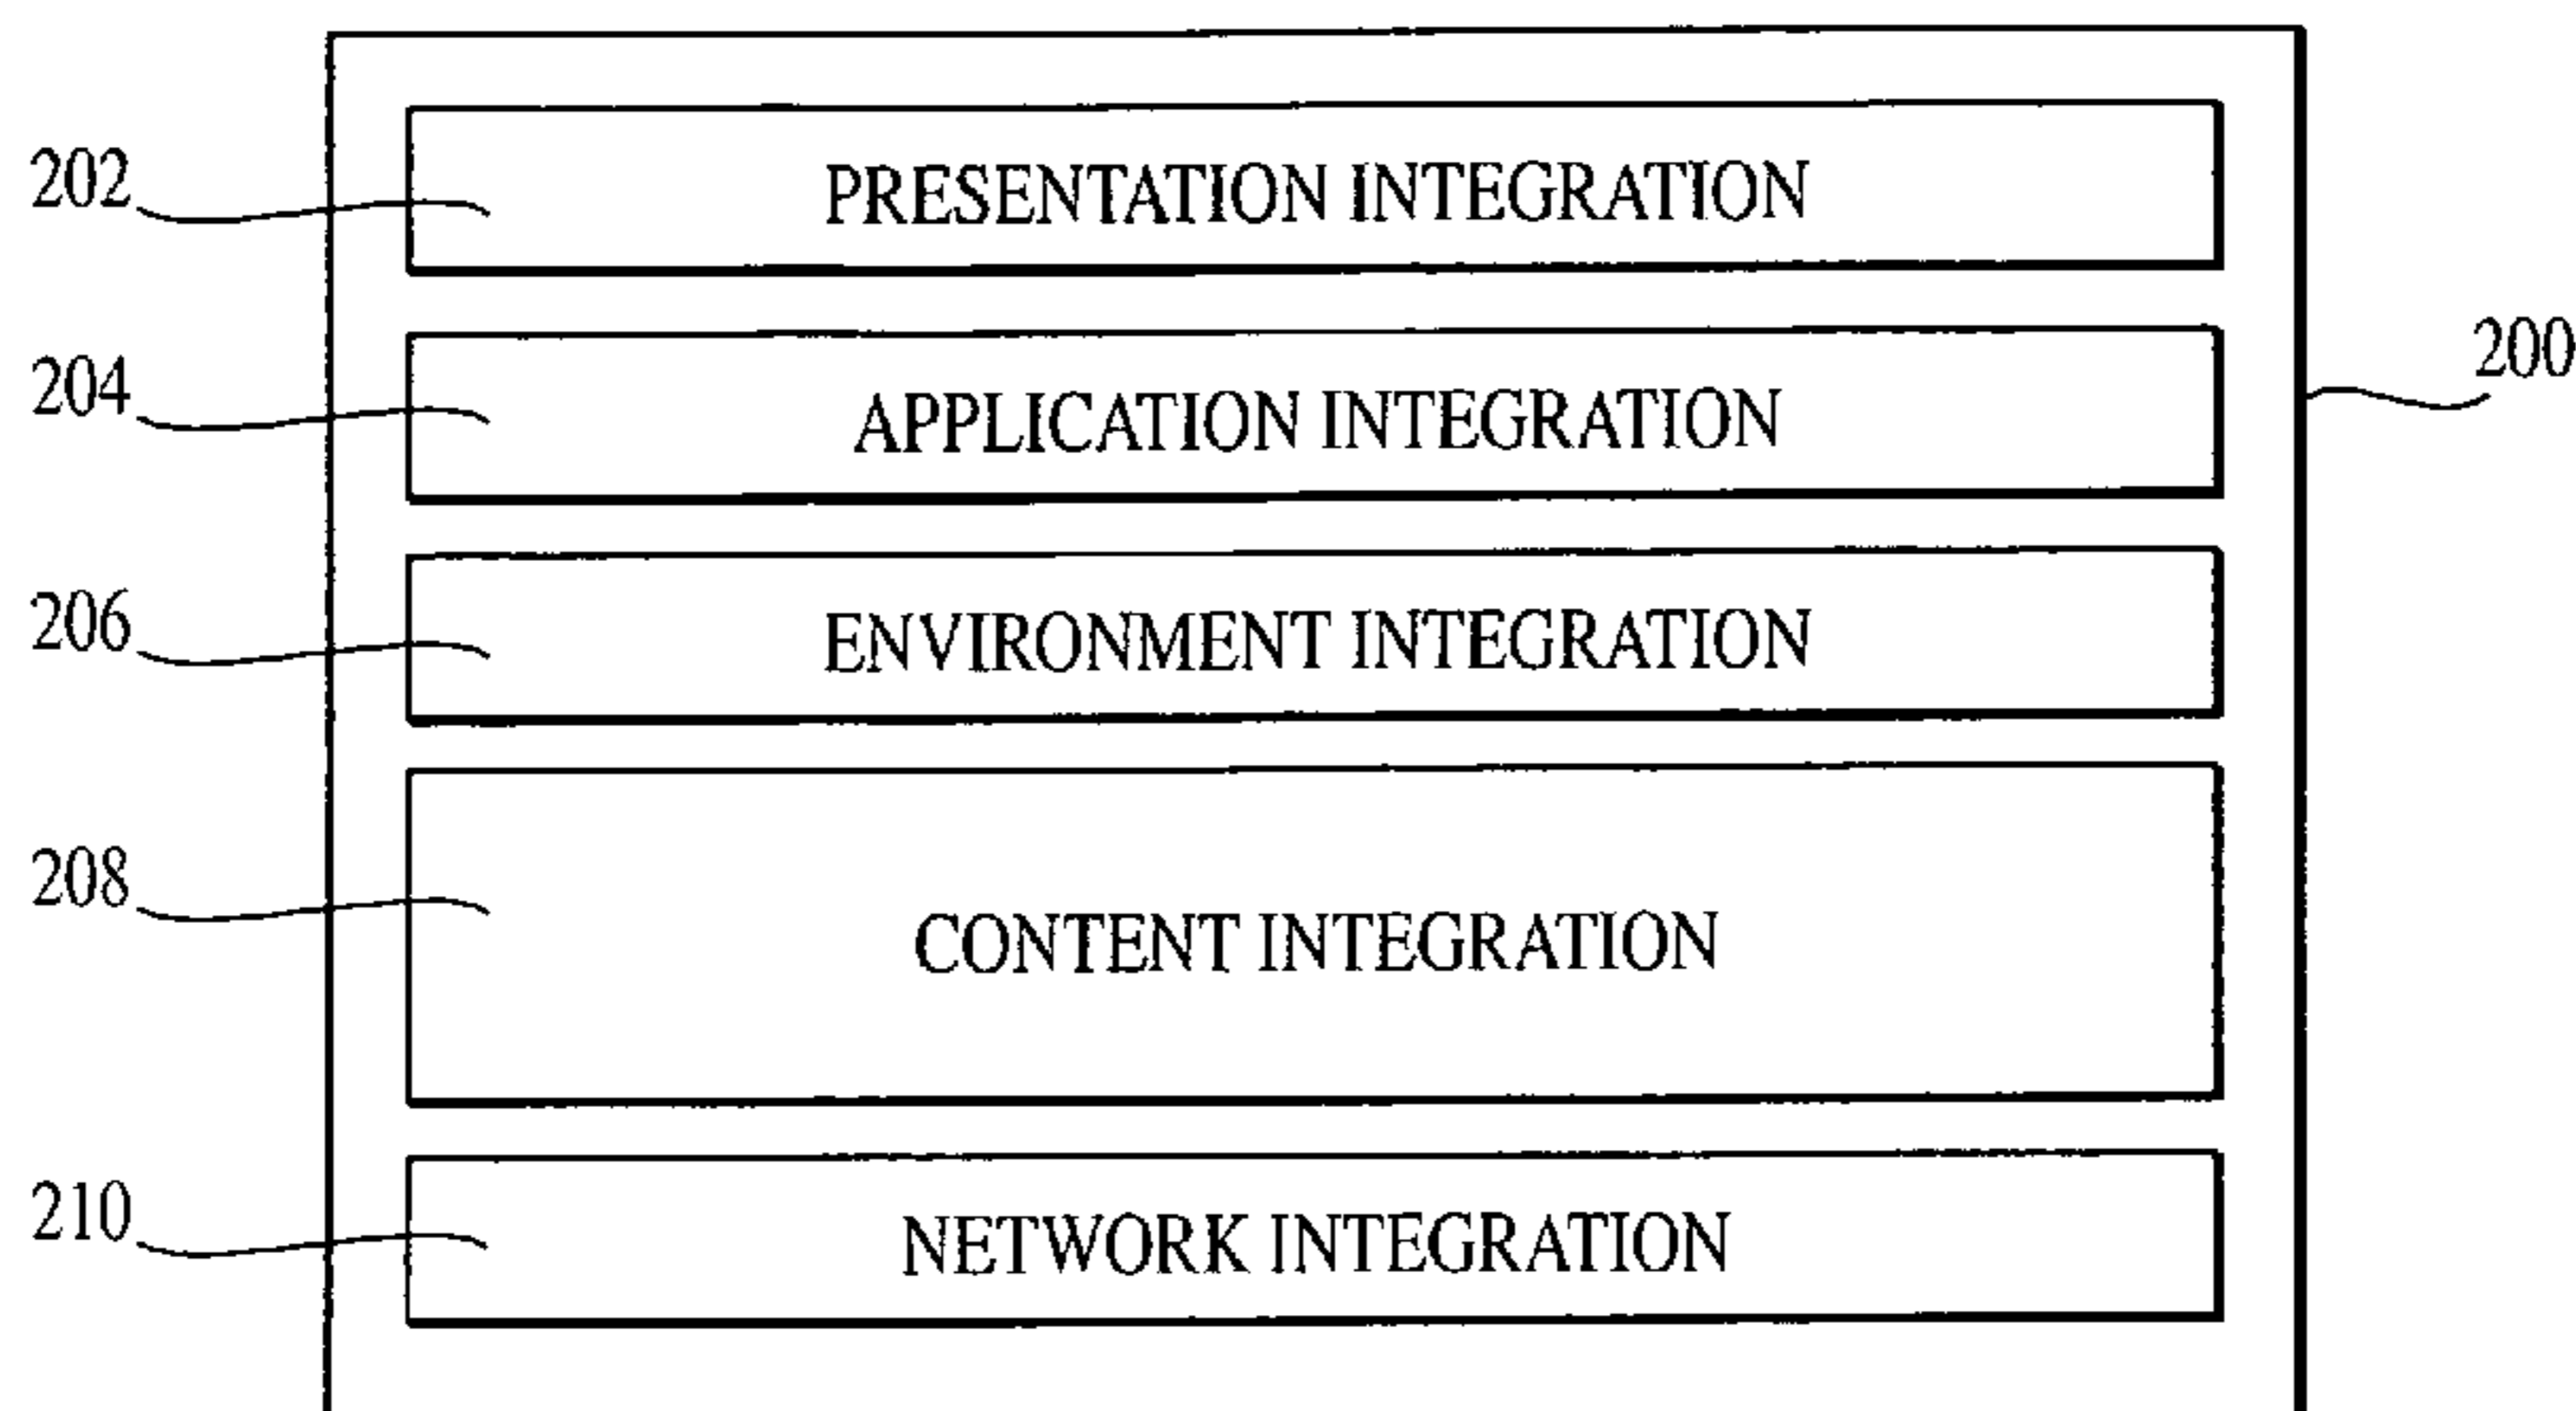 202
PRESENTATION INTEGRATION
200
204
APPLICATION INTEGRATION
206
ENVIRONMENT INTEGRATION
208
CONTENT INTEGRATION
210
NETWORK INTEGRATION